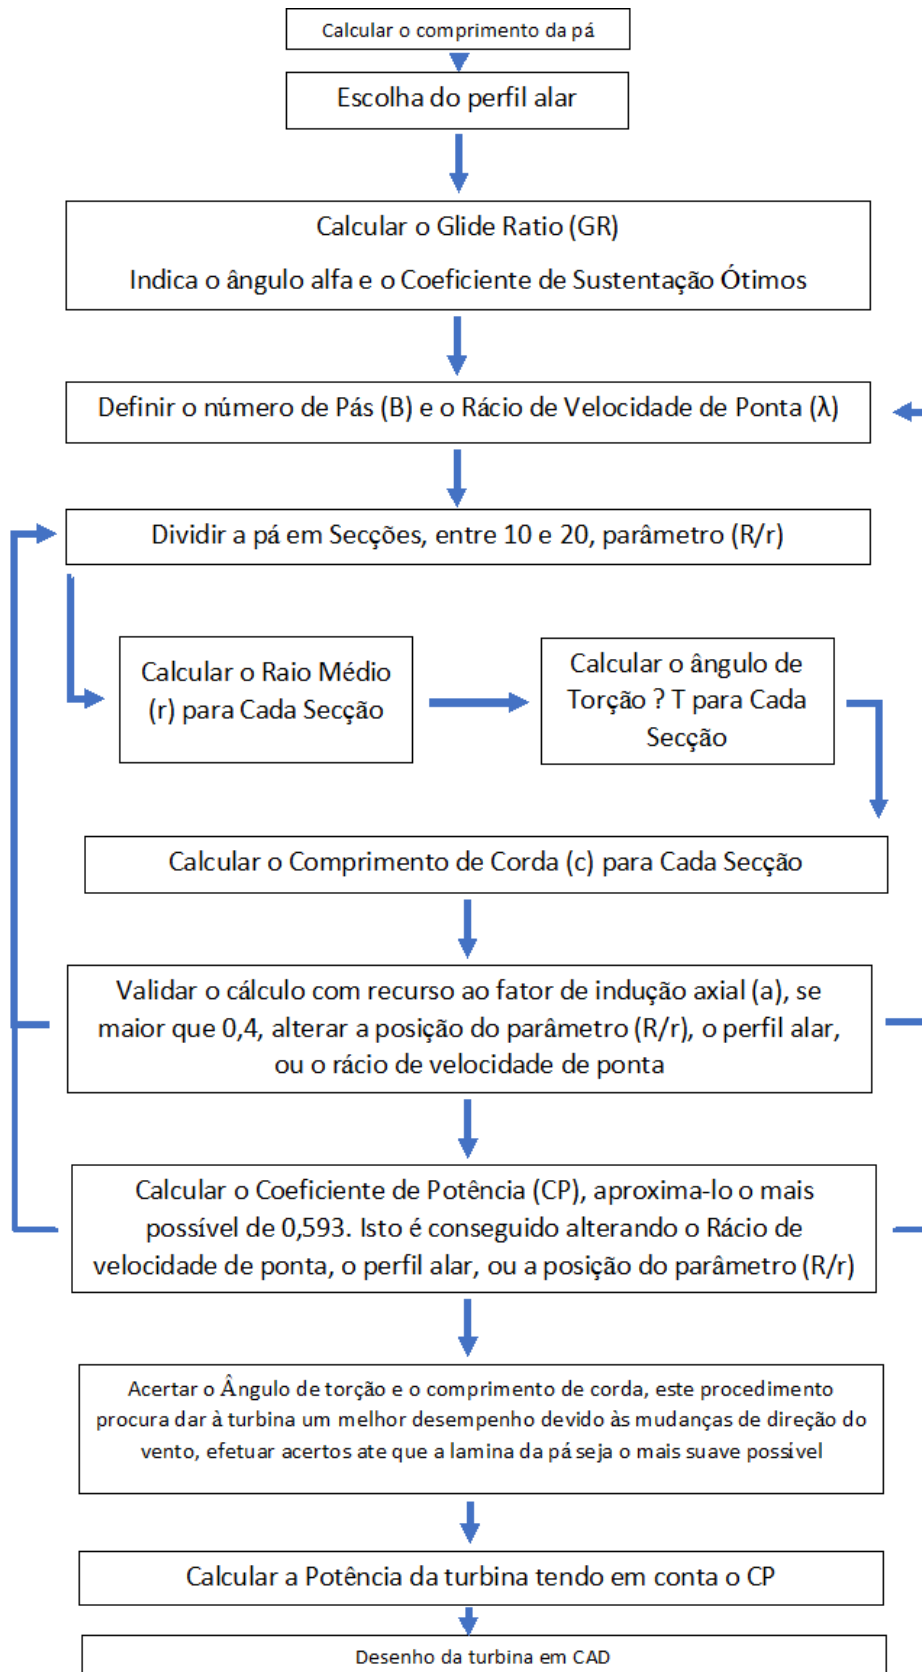 Calcular o comprimento da pá
Escolha do perfil alar
Calcular o Glide Ratio (GR)
Indica o ângulo alfa e o Coeficiente de Sustentação Ótimos
Definir o número de Pás (B) e o Rácio de Velocidade de Ponta (λ)
Dividir a pá em Secções, entre 10 e 20, parâmetro (R/r)
Calcular o Raio Médio
(r) para Cada Secção
Calcular o ângulo de
Torção ? T para Cada
Secção
Calcular o Comprimento de Corda (c) para Cada Secção
Validar o cálculo com recurso ao fator de indução axial (a), se
maior que 0,4, alterar a posição do parâmetro (R/r), o perfil alar,
ou o rácio de velocidade de ponta
Calcular o Coeficiente de Potência (CP), aproxima-lo o mais
possível de 0,593. Isto é conseguido alterando o Rácio de
velocidade de ponta, o perfil alar, ou a posição do parâmetro (R/r)
Acertar o Ângulo de torção e o comprimento de corda, este procedimento
procura dar à turbina um melhor desempenho devido às mudanças de direção do
vento, efetuar acertos ate que a lamina da pá seja o mais suave possível
Calcular a Potência da turbina tendo em conta o CP
Desenho da turbina em CAD